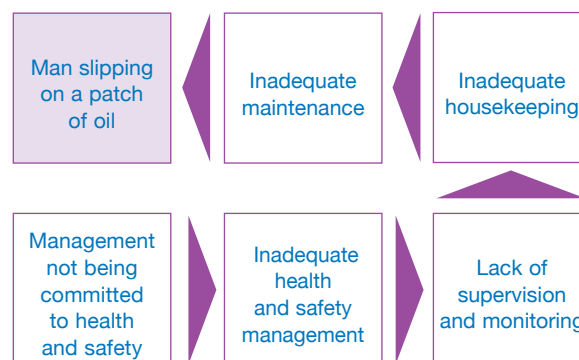 Man slipping
on a patch
of oil
Inadequate
maintenance
Inadequate
housekeeping
Management
not being
committed
to health
and safety
Inadequate
health
and safety
management
Lack of
supervision
and monitoring